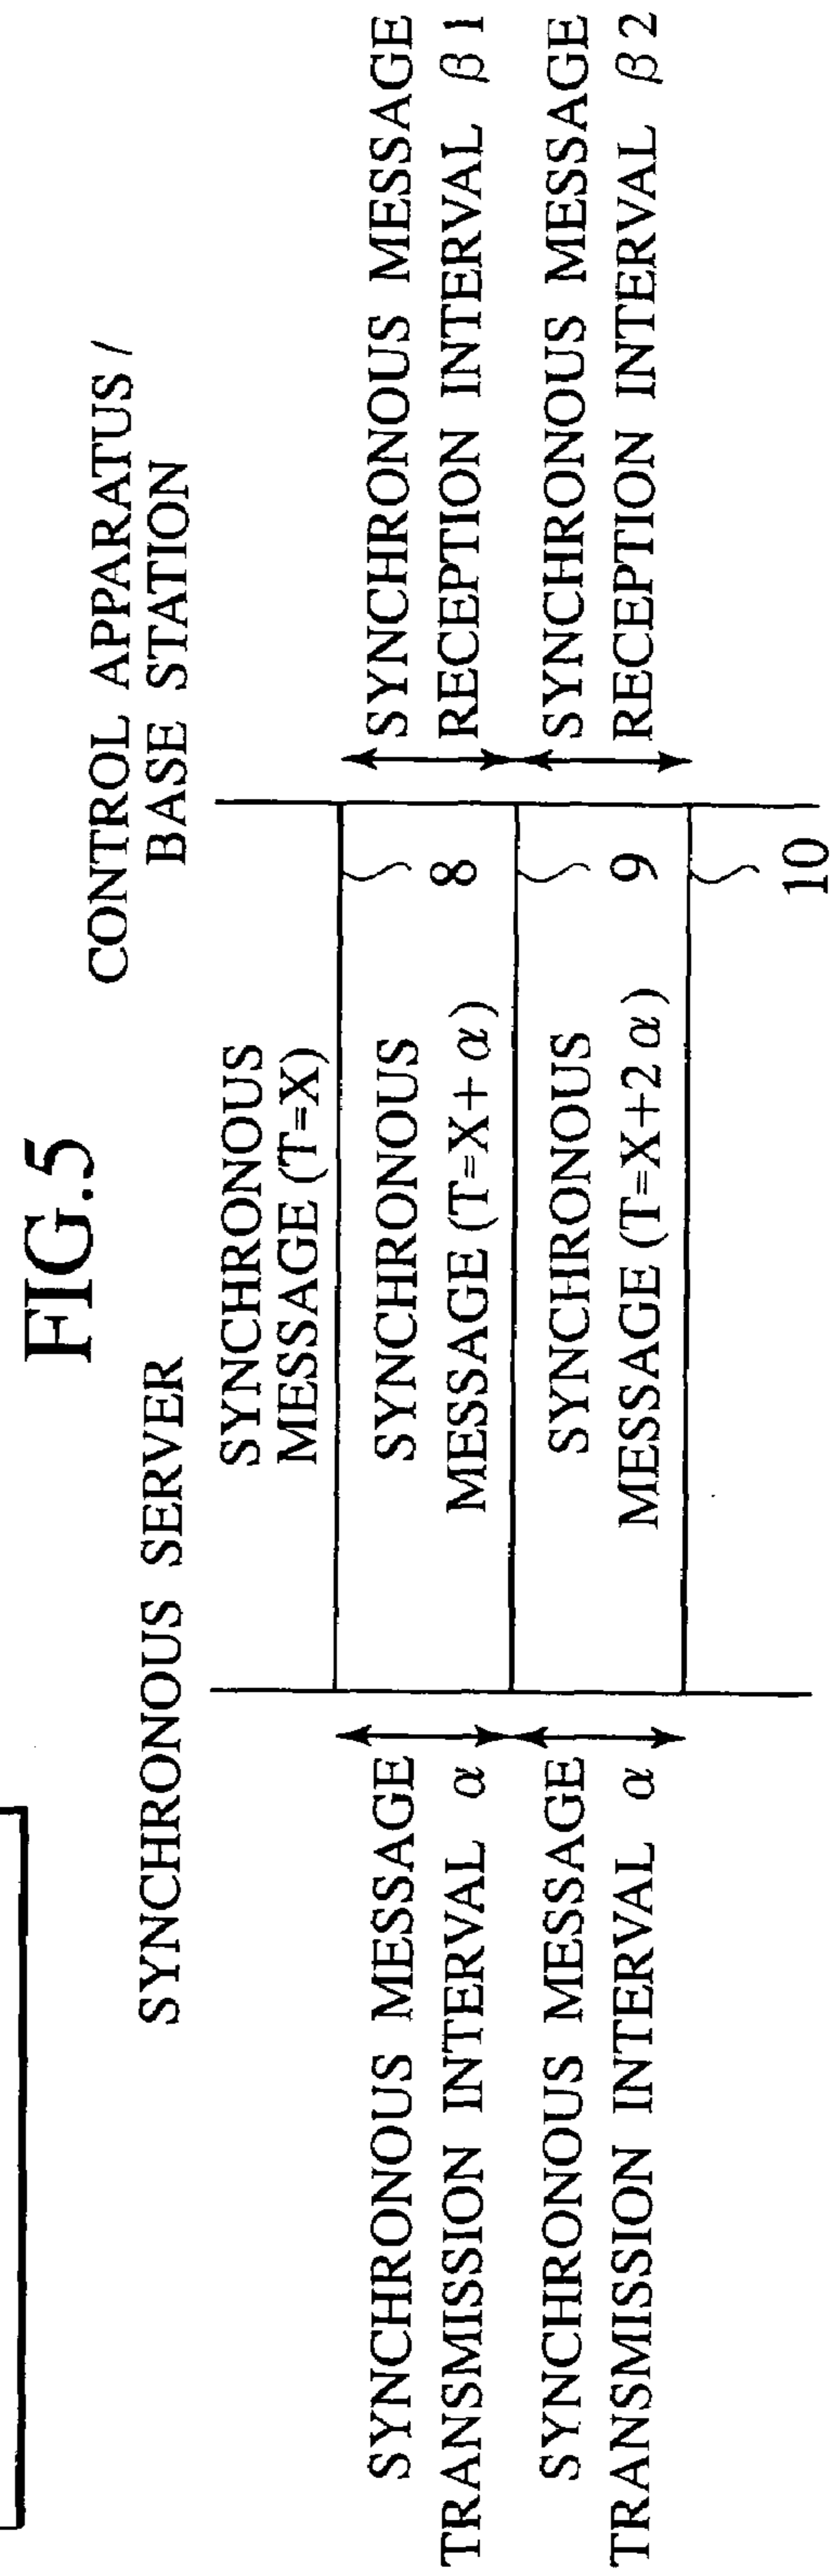 FIG.5
SYNCHRONOUS SERVER
CONTROL APPARATUS /
BASE STATION
SYNCHRONOUS
MESSAGE (T=X)
SYNCHRONOUS MESSAGE
TRANSMISSION INTERVAL α
SYNCHRONOUS
MESSAGE (T=X+α)
8
SYNCHRONOUS MESSAGE
RECEPTION INTERVAL β1
SYNCHRONOUS MESSAGE
TRANSMISSION INTERVAL α
SYNCHRONOUS
MESSAGE (T=X+2α)
9
SYNCHRONOUS MESSAGE
RECEPTION INTERVAL β2
10